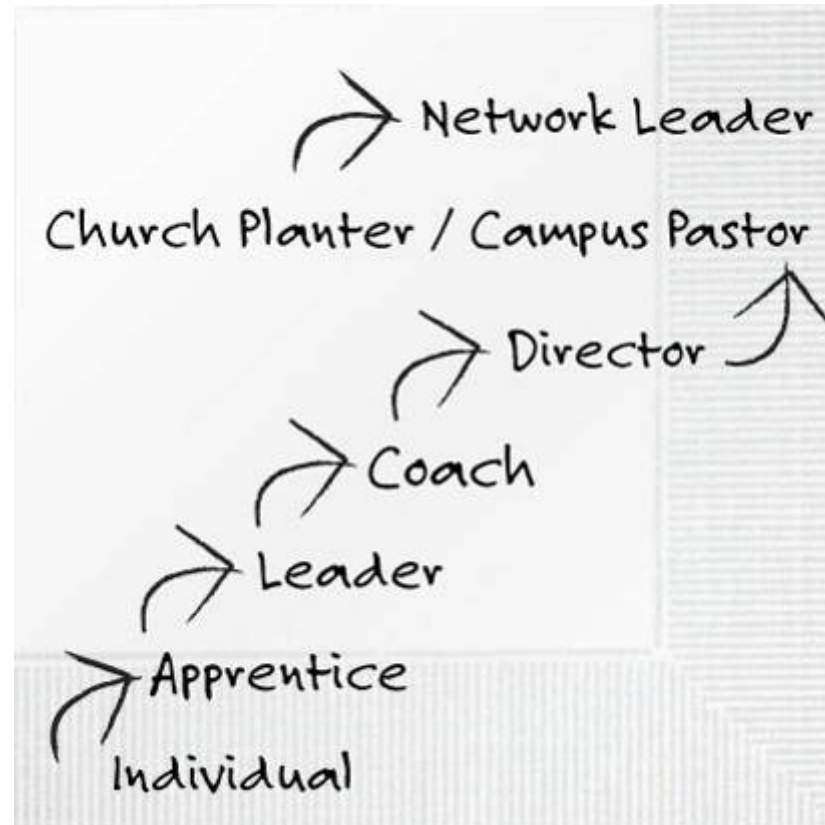 Network Leader
Church Planter / Campus Pastor
Director
Coach
Leader
Apprentice
Individual